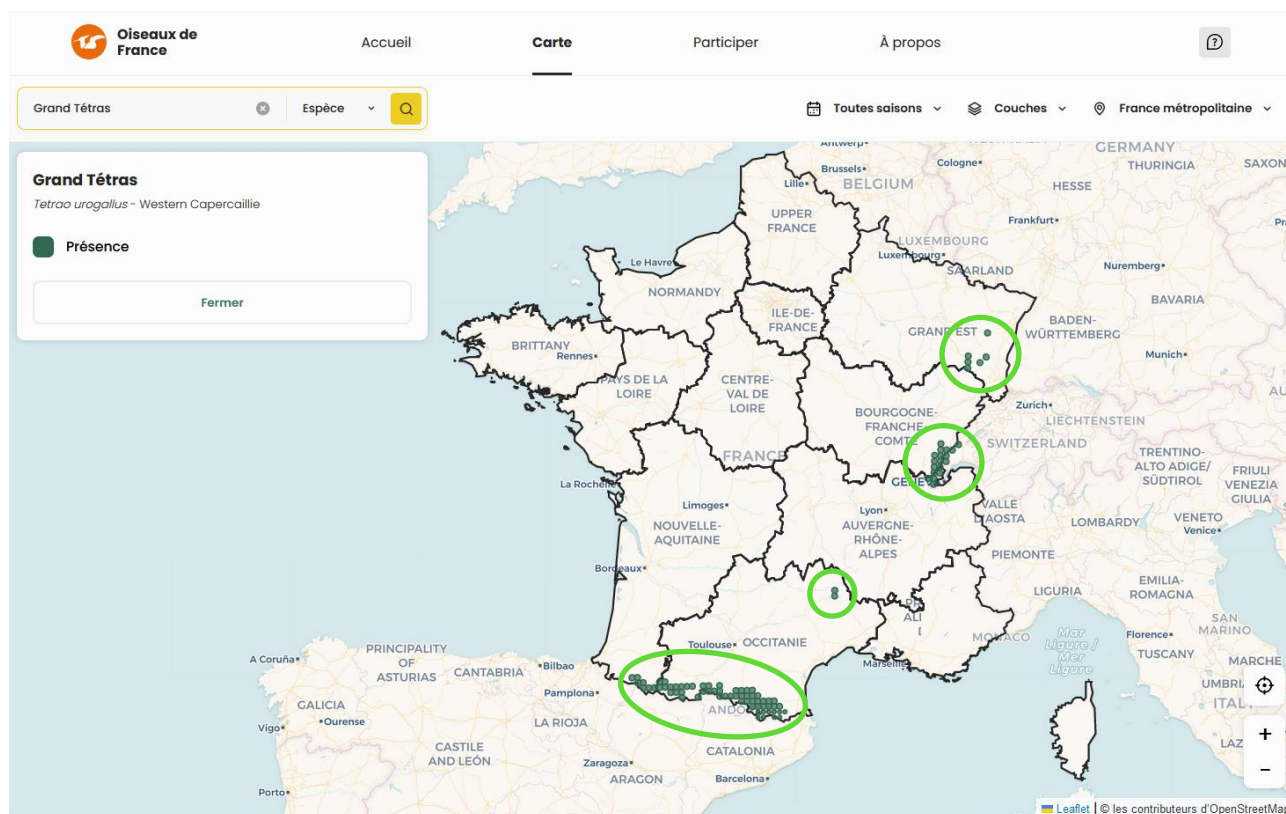 Oiseaux de
France
Accueil
Carte
Participer
À propos
Grand Tétras
Espèce
Toutes saisons
Couches
France métropolitaine
Grand Tétras
Tetrao urogallus - Western Capercaillie
Présence
Fermer
Antwerp
Brussels
Lille
BELGIUM
Cologne
GERMANY
THURINGIA
SAXON
HESSE
UPPER
FRANCE
Frankfurt
LUXEMBOURG
Luxembourg
SAARLAND
Nuremberg
Le Havre
NORMANDY
ILE-DE-
FRANCE
GRAND EST
BADEN-
WÜRTTEMBERG
BAVARIA
Munich
BRITTANY
Rennes
PAYS DE LA
LOIRE
CENTRE-
VAL DE
LOIRE
BOURGOGNE-
FRANCHE-
COMTÉ
Zurich
LIECHTENSTEIN
SWITZERLAND
FRANCE
TRENTINO-
ALTO ADIGE/
SÜDTIROL
FRIULI
VENEZIA
GIULIA
La Rochelle
Limoges
NOUVELLE-
AQUITAINE
Lyon
AUVERGNE-
RHÔNE-
ALPES
VALLE
D'AOSTA
LOMBARDY
VENETO
Venice
PIEMONTE
Bordeaux
LIGURIA
EMILIA-
ROMAGNA
SAN
MARINO
Toulouse
OCCITANIE
MONACO
Mar
Ligure /
Mer
Ligure
Florence
TUSCANY
MARCHE
Marseille
A Coruña
PRINCIPALITY
OF
ASTURIAS
CANTABRIA
Bilbao
Pamplona
GALICIA
Vigo
Ourense
LA RIOJA
CASTILE
AND LEÓN
Zaragoza
ARAGON
CATALONIA
Barcelona
Porto
+
−
Leaflet | © les contributeurs d'OpenStreetMap